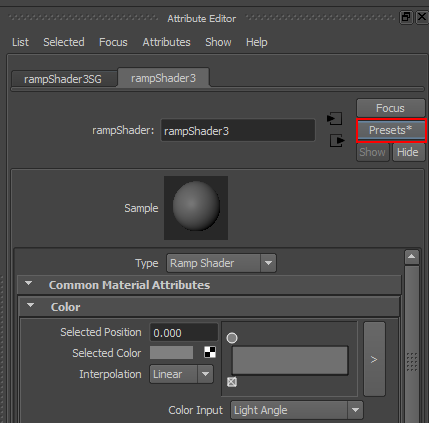 Attribute Editor
List Selected Focus Attributes Show Help
rampShader3SG rampShader3
Focus
rampShader: rampShader3 Presets*
Show Hide
Sample
Type Ramp Shader
Common Material Attributes
Color
Selected Position 0.000
Selected Color
Interpolation Linear >
Color Input Light Angle